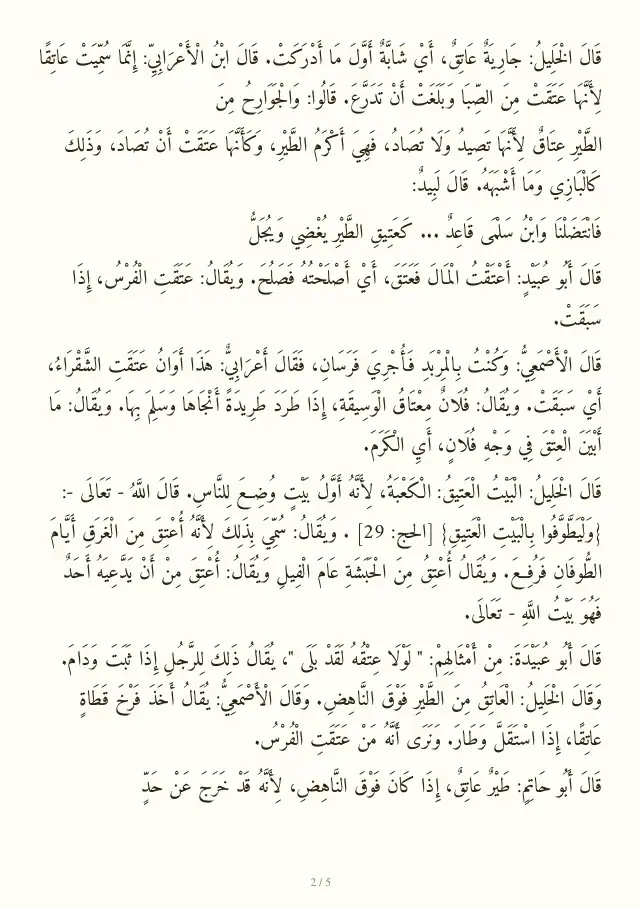 قَالَ الْخَلِيلُ: جَارِيَةٌ عَاتِقٌ، أَيْ شَابَّةٌ أَوَّلَ مَا أَدْرَكَتْ. قَالَ ابْنُ الْأَعْرَابِيِّ: إِنَّمَا سُمِّيَتْ عَاتِقًا
لِأَنَّهَا عَتَقَتْ مِنَ الصِّبَا وَبَلَغَتْ أَنْ تَدَرَّعَ. قَالُوا: وَالْجَوَارِحُ مِنَ
الطَّيْرِ عِتَاقٌ لِأَنَّهَا تَصِيدُ وَلَا تُصَادُ، فَهِيَ أَكْرَمُ الطَّيْرِ، وَكَأَنَّهَا عَتَقَتْ أَنْ تُصَادَ، وَذَلِكَ
كَالْبَازِي وَمَا أَشْبَهَهُ. قَالَ لَبِيدٌ:
فَانْتَضَلْنَا وَابْنُ سَلْمَى قَاعِدٌ ... كَعَتِيقِ الطَّيْرِ يُغْضِي وَيُجَلُّ
قَالَ أَبُو عُبَيْدٍ: أَعْتَقْتُ الْمَالَ فَعَتَقَ، أَيْ أَصْلَحْتُهُ فَصَلُحَ. وَيُقَالُ: عَتَقَتِ الْفُرْسُ، إِذَا
سَبَقَتْ.
قَالَ الْأَصْمَعِيُّ: وَكُنْتُ بِالْمِرْبَدِ فَأُجْرِيَ فَرَسَانِ، فَقَالَ أَعْرَابِيٌّ: هَذَا أَوَانُ عَتَقَتِ الشَّقْرَاءُ،
أَيْ سَبَقَتْ. وَيُقَالُ: فُلَانٌ مِعْتَاقُ الْوَسِيقَةِ، إِذَا طَرَدَ طَرِيدَةً أَنْجَاهَا وَسَلِمَ بِهَا. وَيُقَالُ: مَا
أَبْيَنَ الْعِتْقَ فِي وَجْهِ فُلَانٍ، أَيِ الْكَرَمَ.
قَالَ الْخَلِيلُ: الْبَيْتُ الْعَتِيقُ: الْكَعْبَةُ، لِأَنَّهُ أَوَّلُ بَيْتٍ وُضِعَ لِلنَّاسِ. قَالَ اللَّهُ - تَعَالَى -:
{وَلْيَطَّوَّفُوا بِالْبَيْتِ الْعَتِيقِ} [الحج: 29] . وَيُقَالُ: سُمِّيَ بِذَلِكَ لِأَنَّهُ أُعْتِقَ مِنَ الْغَرَقِ أَيَّامَ
الطُّوفَانِ فَرُفِعَ. وَيُقَالُ أُعْتِقُ مِنَ الْحَبَشَةِ عَامَ الْفِيلِ وَيُقَالُ: أُعْتِقَ مِنْ أَنْ يَدَّعِيَهُ أَحَدٌ
فَهُوَ بَيْتُ اللَّهِ - تَعَالَى.
قَالَ أَبُو عُبَيْدَةَ: مِنْ أَمْثَالِهِمْ: " لَوْلَا عِتْقُهُ لَقَدْ بَلَى "، يُقَالُ ذَلِكَ لِلرَّجُلِ إِذَا ثَبَتَ وَدَامَ.
وَقَالَ الْخَلِيلُ: الْعَاتِقُ مِنَ الطَّيْرِ فَوْقَ النَّاهِضِ. وَقَالَ الْأَصْمَعِيُّ: يُقَالُ أَخَذَ فَرْخَ قَطَاةٍ
عَاتِقًا، إِذَا اسْتَقَلَّ وَطَارَ. وَنَرَى أَنَّهُ مَنْ عَتَقَتِ الْفُرْسُ.
قَالَ أَبُو حَاتِمٍ: طَيْرٌ عَاتِقٌ، إِذَا كَانَ فَوْقَ النَّاهِضِ، لِأَنَّهُ قَدْ خَرَجَ عَنْ حَدِّ
2 / 5